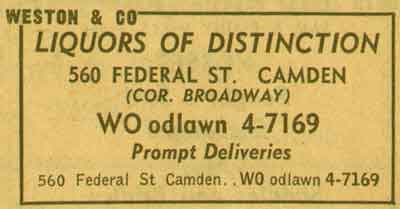 WESTON & CO
LIQUORS OF DISTINCTION
560 FEDERAL ST. CAMDEN
(COR. BROADWAY)
WO odlawn 4-7169
Prompt Deliveries
560 Federal St Camden. . WO odlawn 4-7169